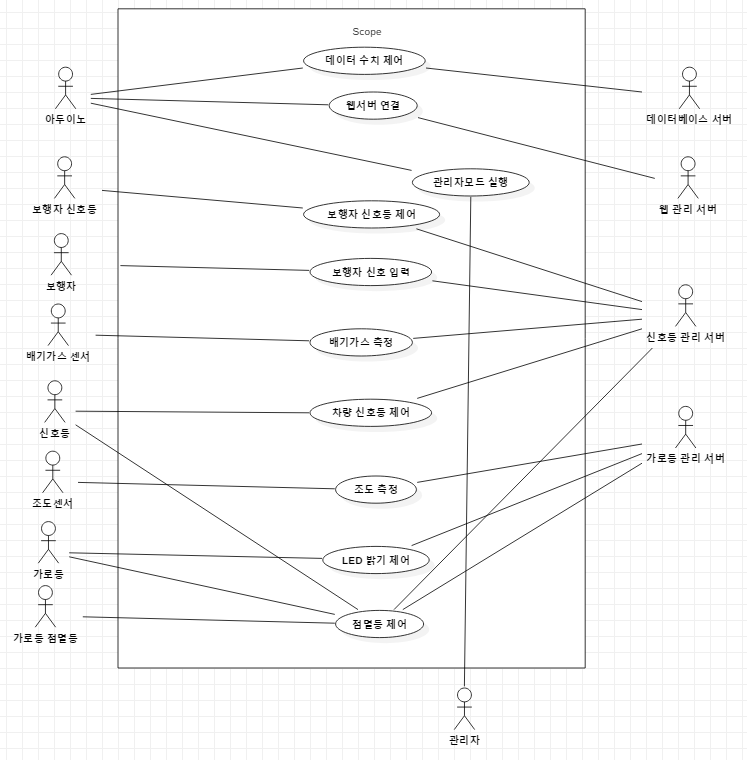 Scope
데이터 수치 제어
웹서버 연결
관리자모드 실행
보행자 신호등 제어
보행자 신호 입력
배기가스 측정
차량 신호등 제어
조도 측정
LED 밝기 제어
점멸등 제어
아두이노
보행자 신호등
보행자
배기가스 센서
신호등
조도센서
가로등
가로등 점멸등
데이터베이스 서버
웹 관리 서버
신호등 관리 서버
가로등 관리 서버
관리자